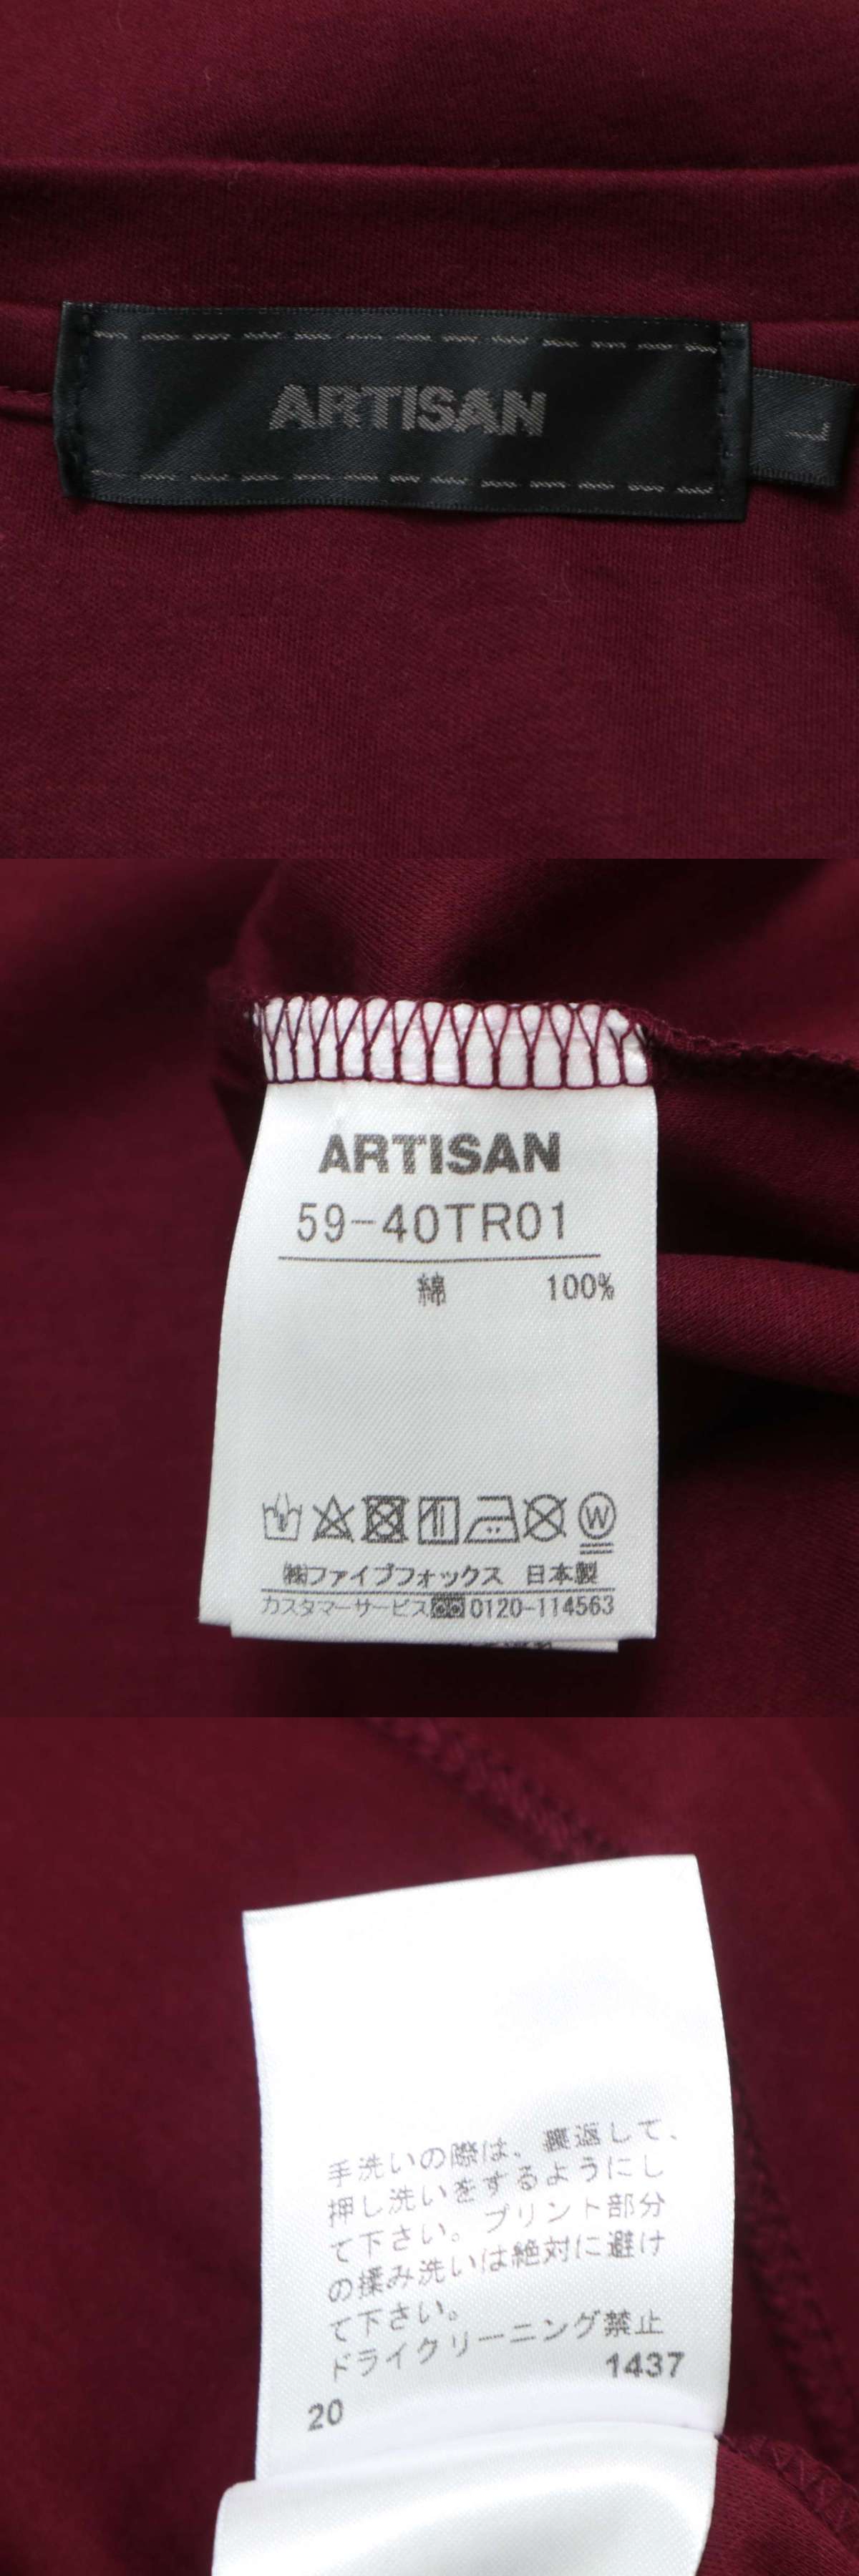 ARTISAN
L
ARTISAN
59-40TR01
綿 100%
W
㈱ファイブフォックス 日本製
カスタマーサービス 0120-114563
手洗いの際は、裏返して、
押し洗いをするようにし
て下さい。プリント部分
の揉み洗いは絶対に避け
て下さい。
ドライクリーニング禁止
1437
20